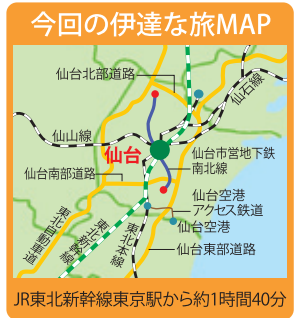 今回の伊達な旅MAP
仙台北部道路
仙石線
仙山線
仙台
仙台市営地下鉄
南北線
仙台南部道路
仙台空港
アクセス鉄道
仙台空港
東北自動車道
東北新幹線
東北本線
仙台東部道路
JR東北新幹線東京駅から約1時間40分